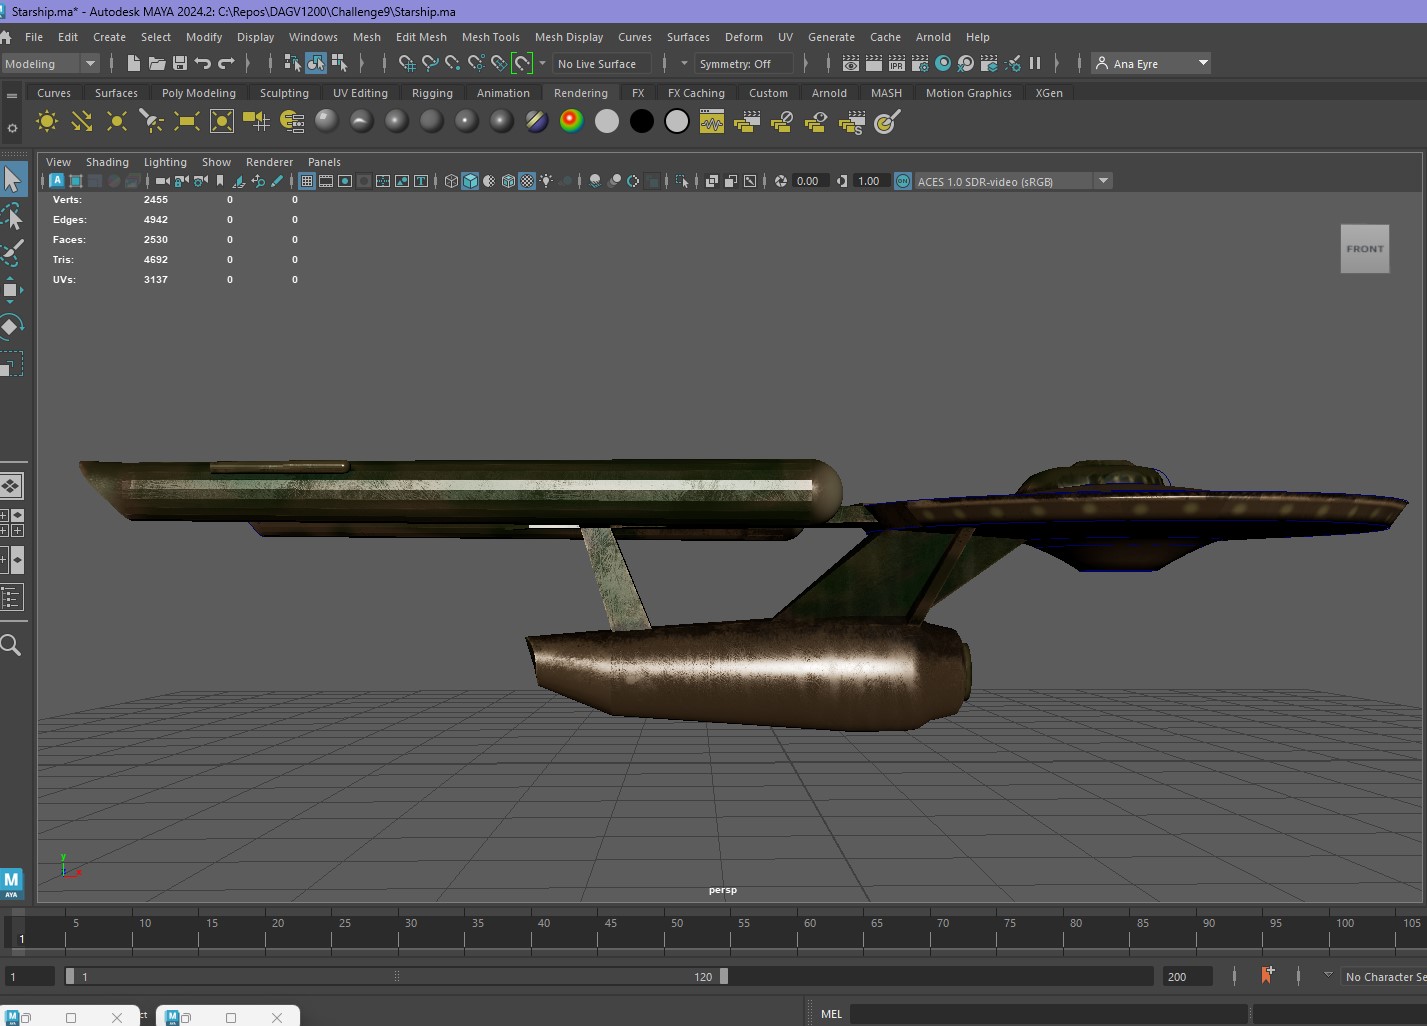 Starship.ma* - Autodesk MAYA 2024.2: C:\Repos\DAGV1200\Challenge9\Starship.ma
File Edit Create Select Modify Display Windows Mesh Edit Mesh Mesh Tools Mesh Display Curves Surfaces Deform UV Generate Cache Arnold Help
Modeling No Live Surface Symmetry: Off IPR Ana Eyre
Curves Surfaces Poly Modeling Sculpting UV Editing Rigging Animation Rendering FX FX Caching Custom Arnold MASH Motion Graphics XGen
S
View Shading Lighting Show Renderer Panels
A T 0.00 1.00 ON ACES 1.0 SDR-video (sRGB)
Verts: 2455 0 0
Edges: 4942 0 0
Faces: 2530 0 0
Tris: 4692 0 0
UVs: 3137 0 0
FRONT
y
x
M
AYA
persp
5 10 15 20 25 30 35 40 45 50 55 60 65 70 75 80 85 90 95 100 105
1
1 1 120 200 No Character Se
M ct M MEL